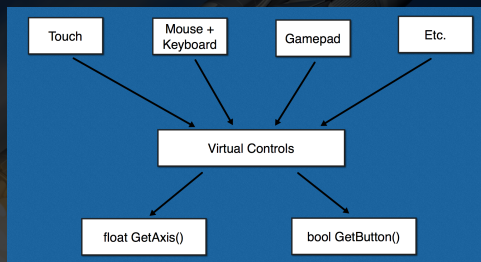 Touch
Mouse +
Keyboard
Gamepad
Etc.
Virtual Controls
float GetAxis()
bool GetButton()